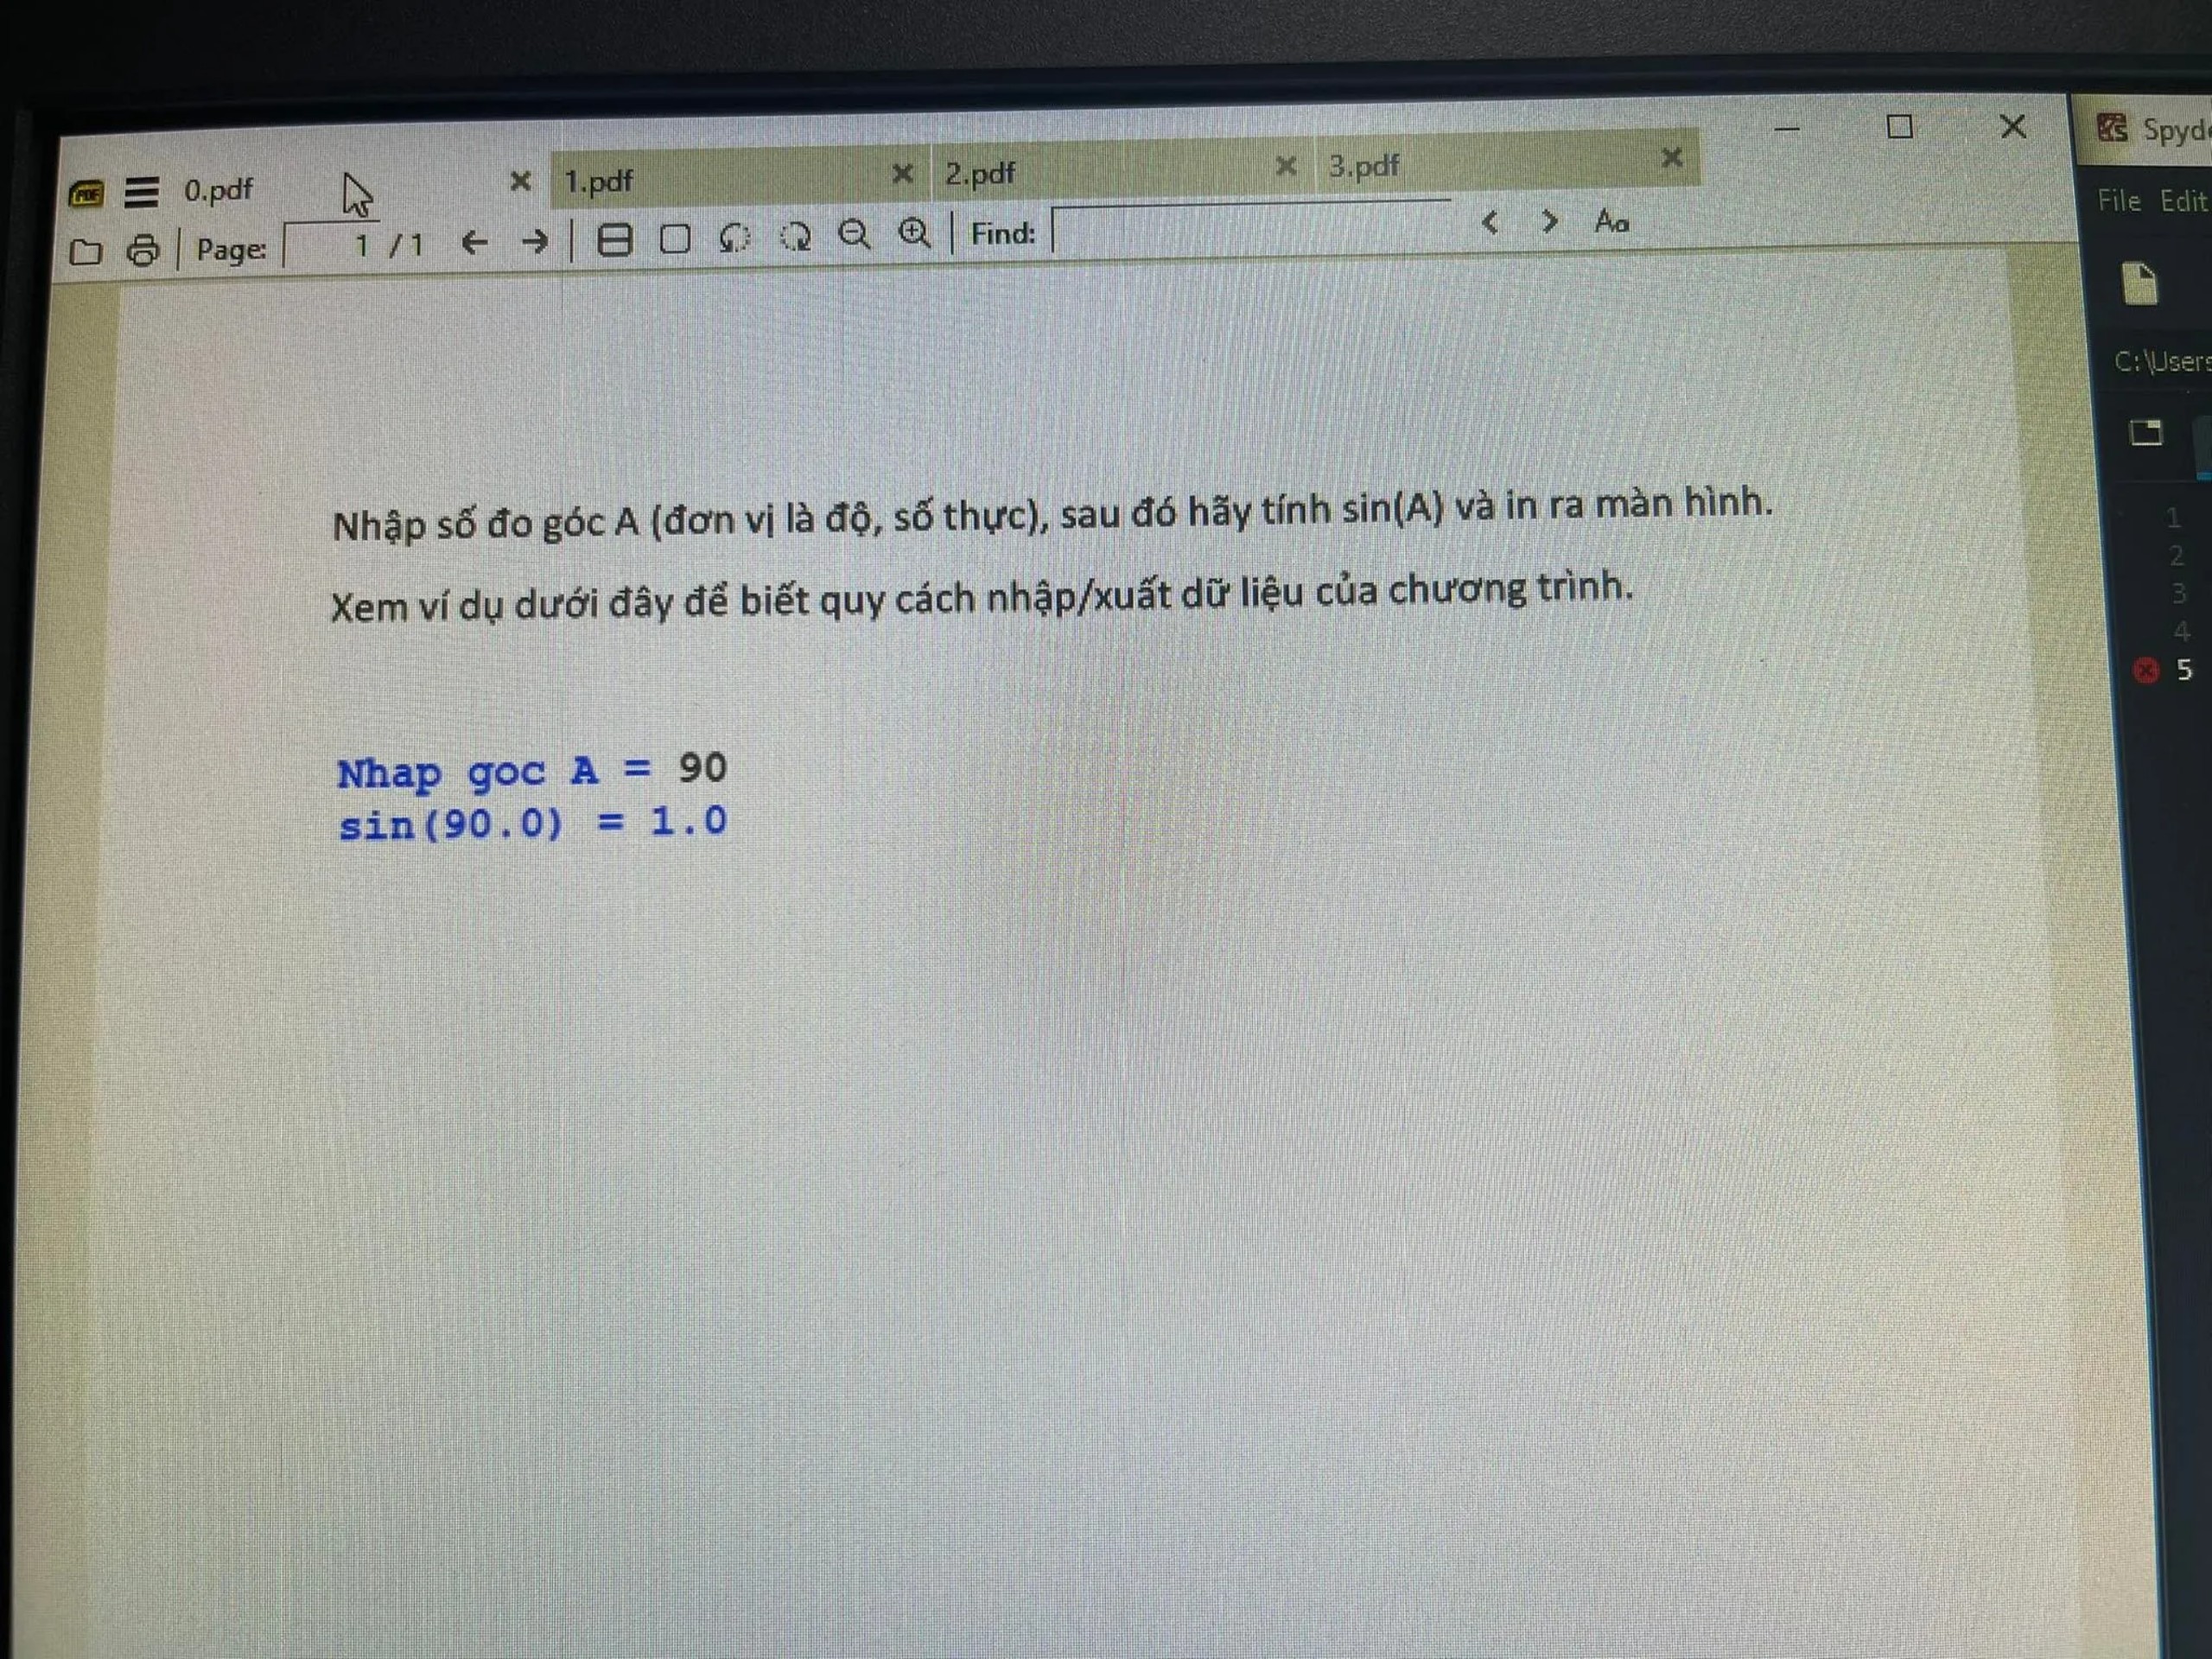 0.pdf
1.pdf
2.pdf
3.pdf
Page: 1 / 1
Find:
Aa
Nhập số đo góc A (đơn vị là độ, số thực), sau đó hãy tính sin(A) và in ra màn hình.
Xem ví dụ dưới đây để biết quy cách nhập/xuất dữ liệu của chương trình.
Nhap goc A = 90
sin(90.0) = 1.0
File Edit
C:\Users
1
2
3
4
5